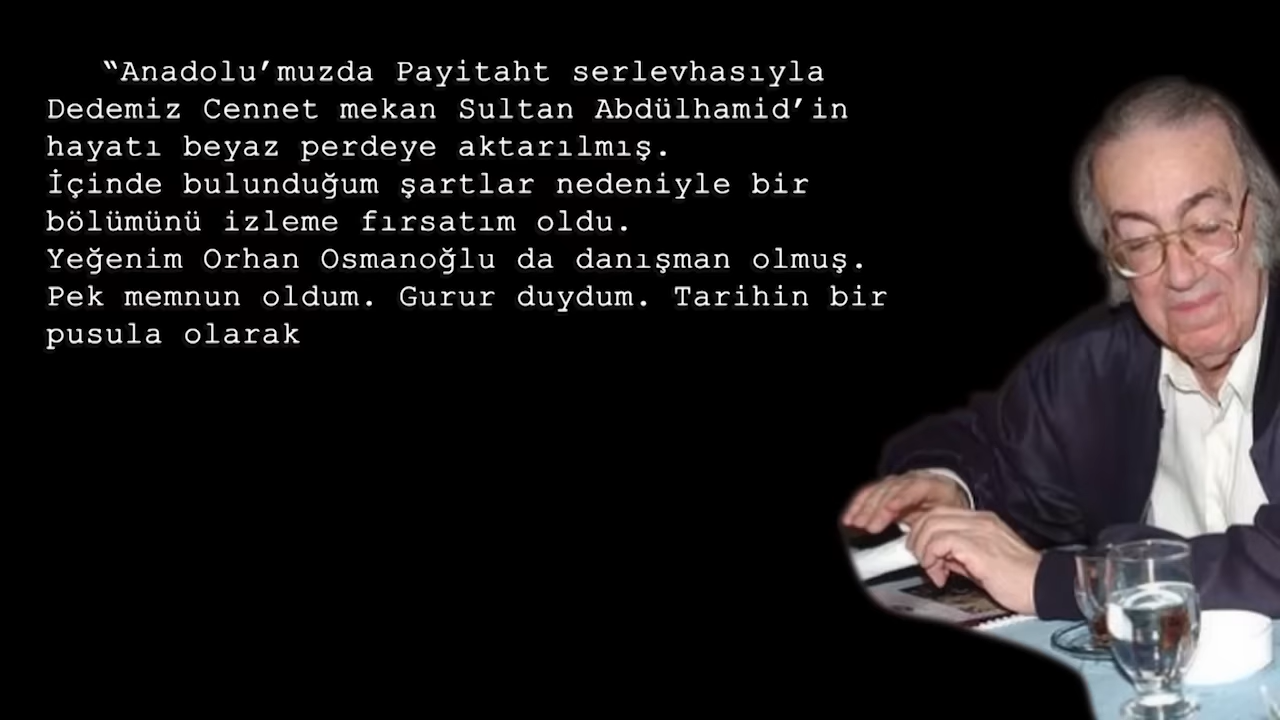 “Anadolu’muzda Payitaht serlevhasıyla
Dedemiz Cennet mekan Sultan Abdülhamid’in
hayatı beyaz perdeye aktarılmış.
İçinde bulunduğum şartlar nedeniyle bir
bölümünü izleme fırsatım oldu.
Yeğenim Orhan Osmanoğlu da danışman olmuş.
Pek memnun oldum. Gurur duydum. Tarihin bir
pusula olarak